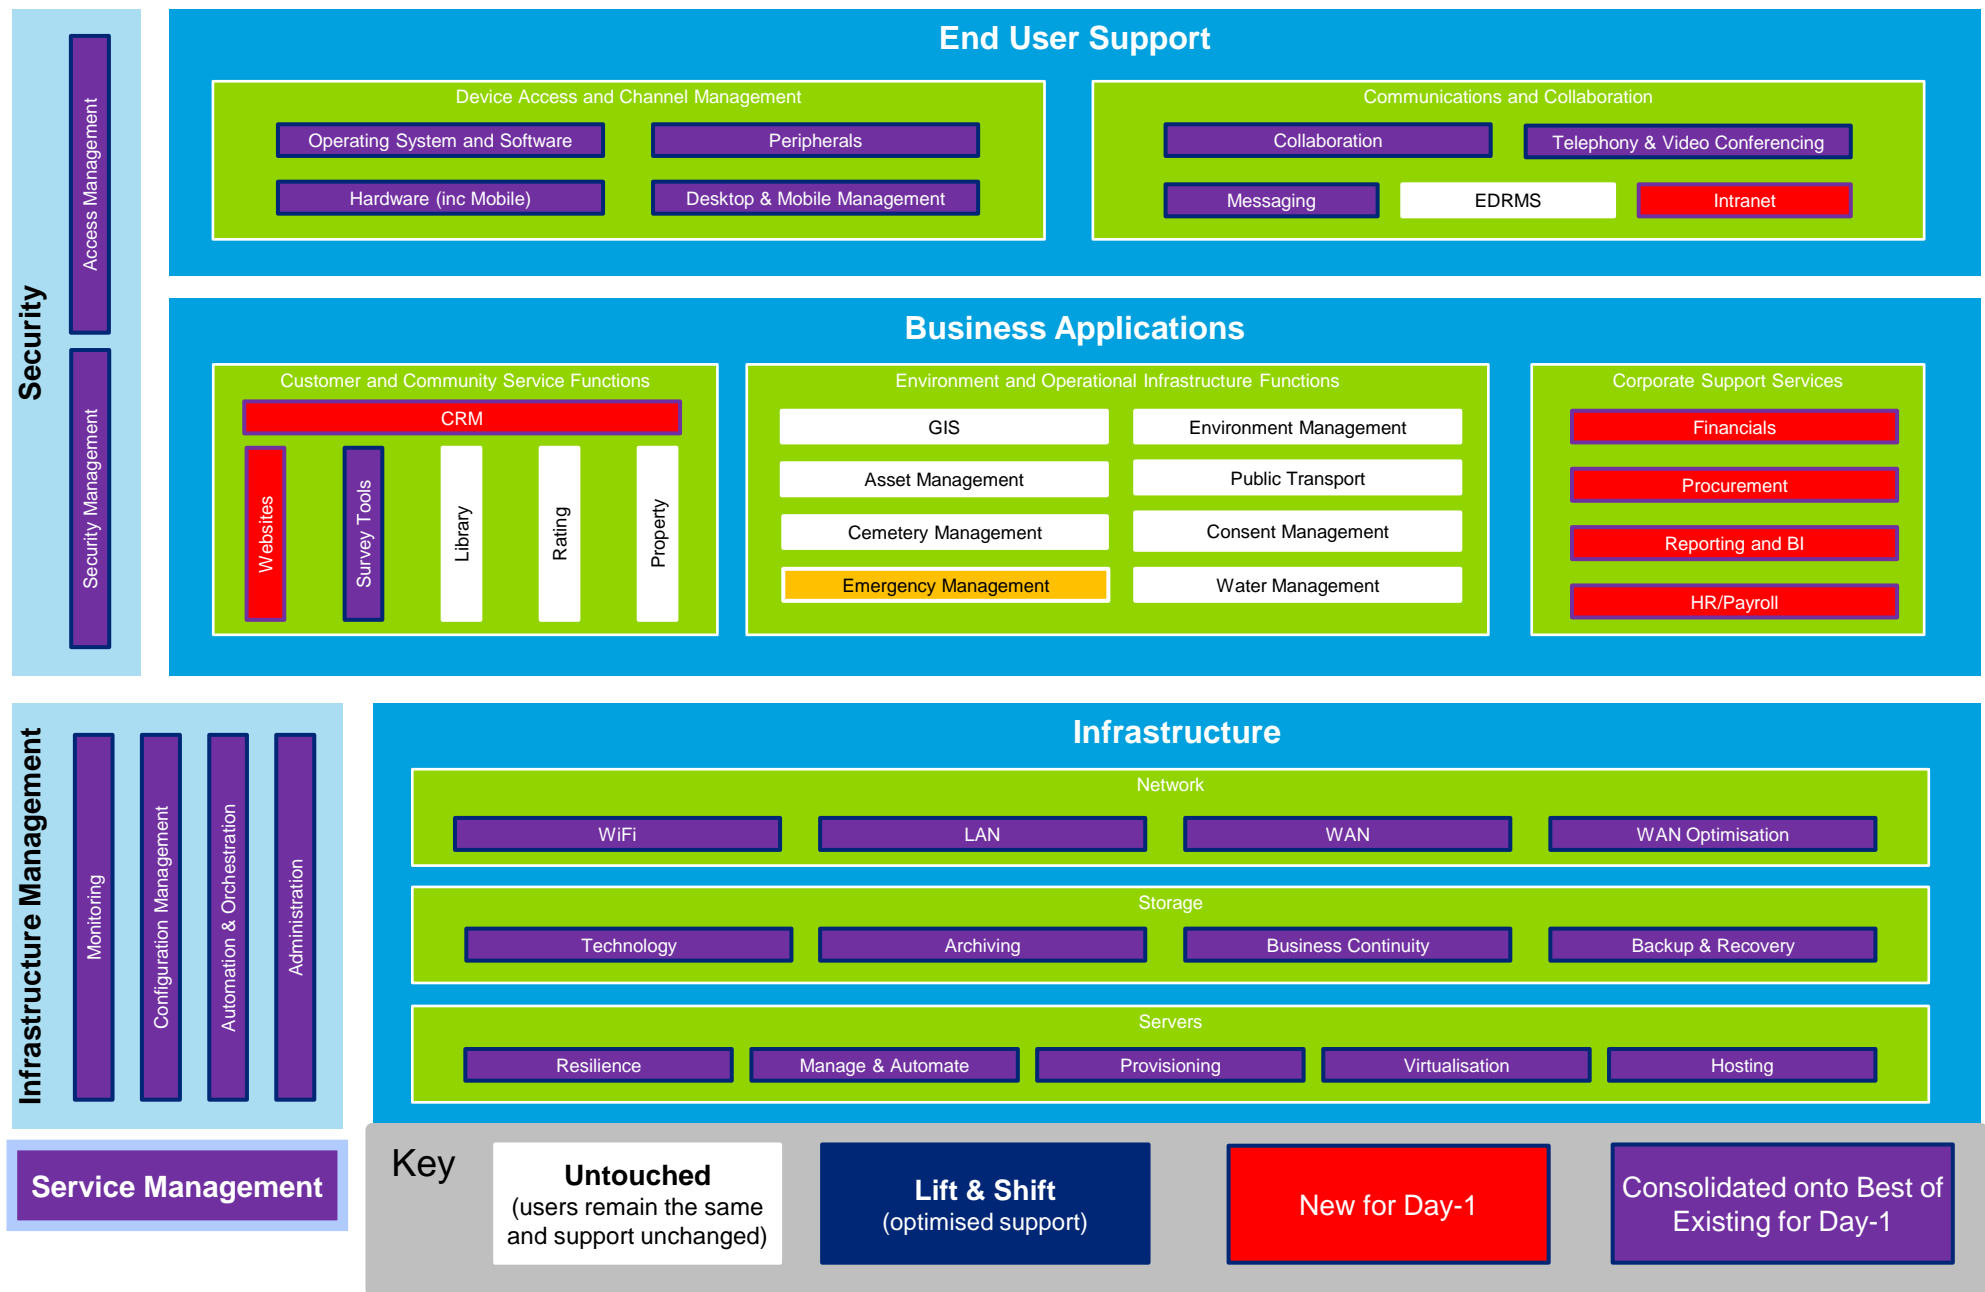 Security
Access Management
Security Management
End User Support
Device Access and Channel Management
Operating System and Software
Peripherals
Hardware (inc Mobile)
Desktop & Mobile Management
Communications and Collaboration
Collaboration
Telephony & Video Conferencing
Messaging
EDRMS
Intranet
Business Applications
Customer and Community Service Functions
CRM
Websites
Survey Tools
Library
Rating
Property
Environment and Operational Infrastructure Functions
GIS
Environment Management
Asset Management
Public Transport
Cemetery Management
Consent Management
Emergency Management
Water Management
Corporate Support Services
Financials
Procurement
Reporting and BI
HR/Payroll
Infrastructure Management
Monitoring
Configuration Management
Automation & Orchestration
Administration
Infrastructure
Network
WiFi
LAN
WAN
WAN Optimisation
Storage
Technology
Archiving
Business Continuity
Backup & Recovery
Servers
Resilience
Manage & Automate
Provisioning
Virtualisation
Hosting
Service Management
Key
Untouched
(users remain the same
and support unchanged)
Lift & Shift
(optimised support)
New for Day-1
Consolidated onto Best of
Existing for Day-1